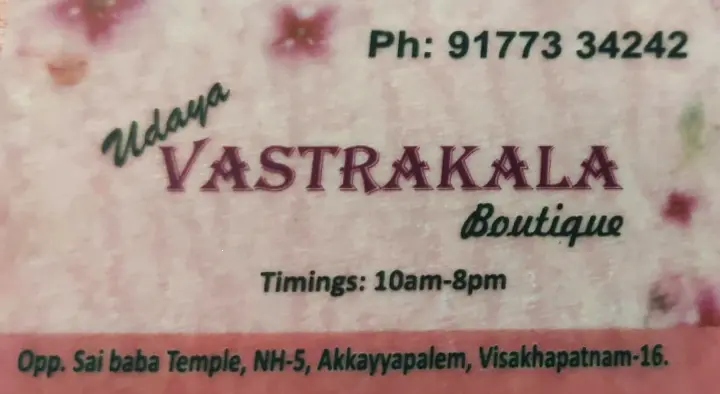 Ph: 91773 34242
Udaya
VASTRAKALA
Boutique
Timings: 10am-8pm
Opp. Sai baba Temple, NH-5, Akkayyapalem, Visakhapatnam-16.